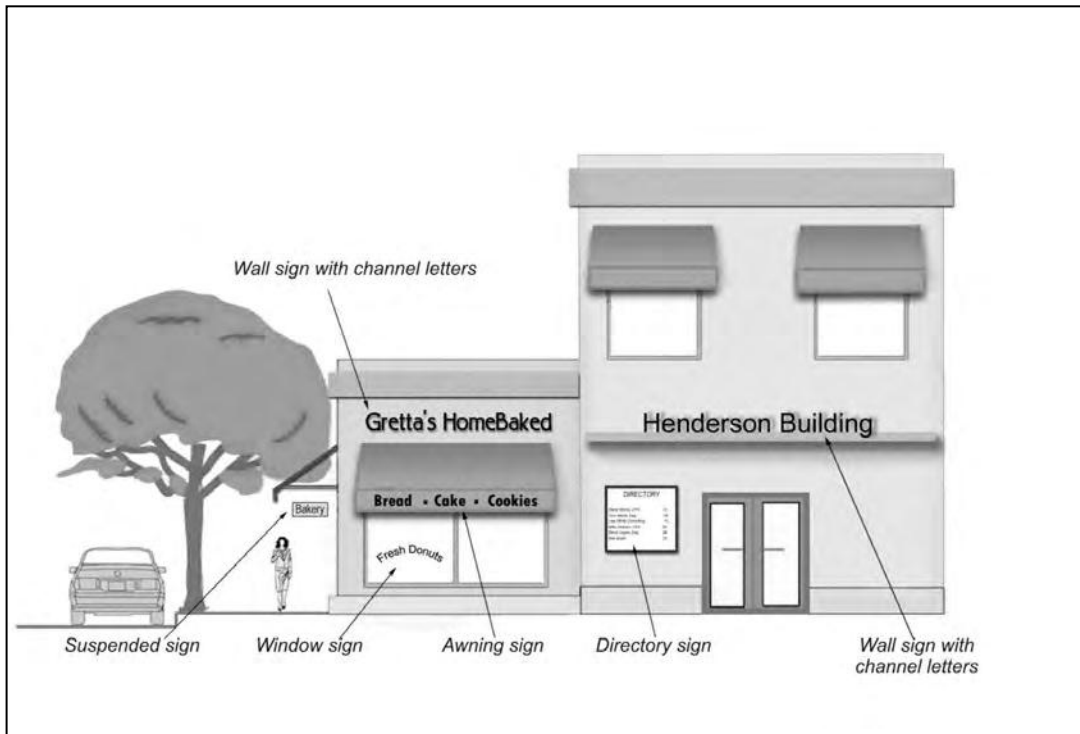 Wall sign with channel letters
Gretta's HomeBaked
Henderson Building
Bread • Cake • Cookies
DIRECTORY
Bakery
Fresh Donuts
Suspended sign
Window sign
Awning sign
Directory sign
Wall sign with
channel letters